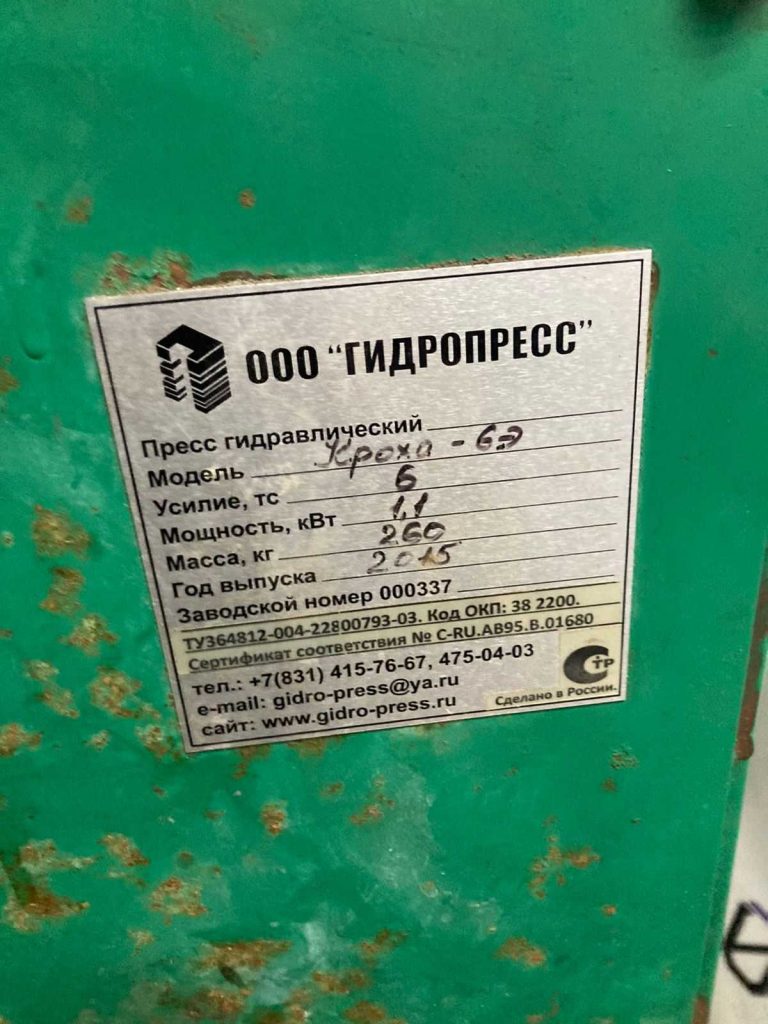 ООО "ГИДРОПРЕСС"
Пресс гидравлический
Модель Кроха - 6Э
Усилие, тс 6
Мощность, кВт 1,1
Масса, кг 260
Год выпуска 2015
Заводской номер 000337
ТУ364812-004-22800793-03. Код ОКП: 38 2200.
Сертификат соответствия № C-RU.АВ95.В.01680
тел.: +7(831) 415-76-67, 475-04-03
e-mail: gidro-press@ya.ru
сайт: www.gidro-press.ru
СТР
Сделано в России.